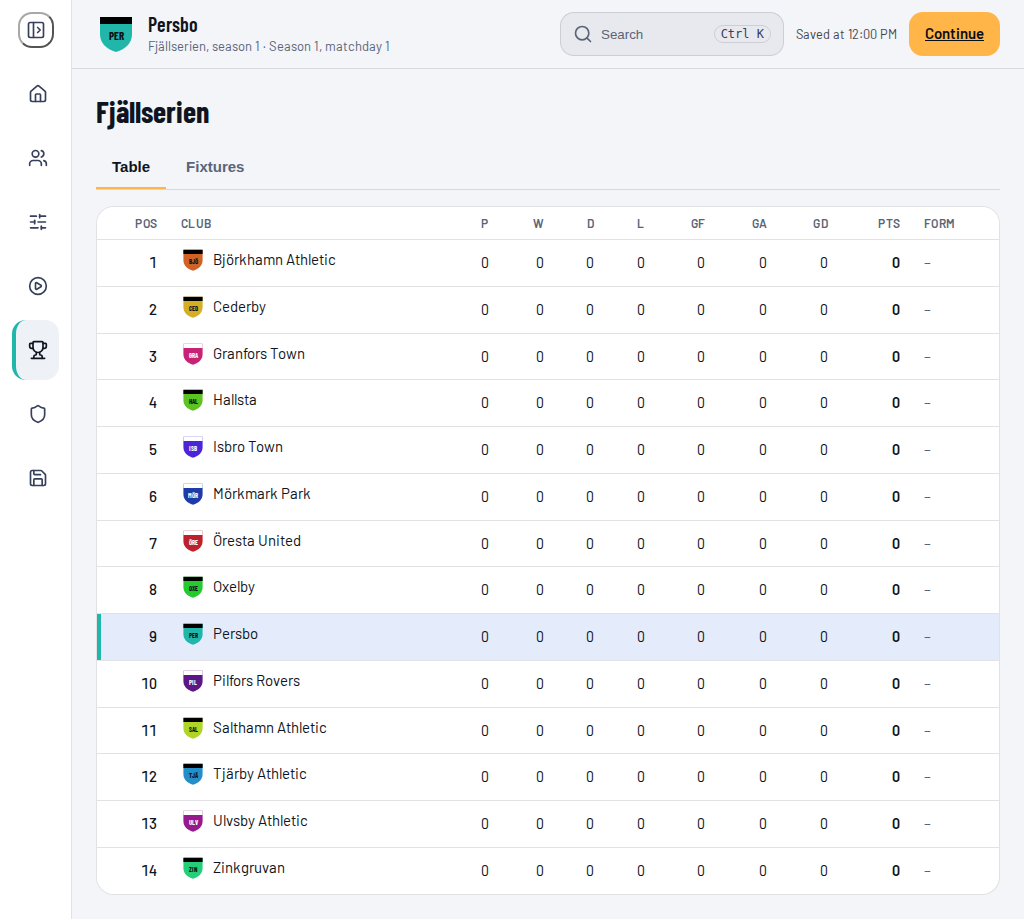 PER
Persbo
Fjällserien, season 1 · Season 1, matchday 1
Search
Ctrl K
Saved at 12:00 PM
Continue
Fjällserien
Table
Fixtures
POS CLUB P W D L GF GA GD PTS FORM
1 BJÖ Björkhamn Athletic 0 0 0 0 0 0 0 0 –
2 CED Cederby 0 0 0 0 0 0 0 0 –
3 GRA Granfors Town 0 0 0 0 0 0 0 0 –
4 HAL Hallsta 0 0 0 0 0 0 0 0 –
5 ISB Isbro Town 0 0 0 0 0 0 0 0 –
6 MÖR Mörkmark Park 0 0 0 0 0 0 0 0 –
7 ÖRE Öresta United 0 0 0 0 0 0 0 0 –
8 OXE Oxelby 0 0 0 0 0 0 0 0 –
9 PER Persbo 0 0 0 0 0 0 0 0 –
10 PIL Pilfors Rovers 0 0 0 0 0 0 0 0 –
11 SAL Salthamn Athletic 0 0 0 0 0 0 0 0 –
12 TJÄ Tjärby Athletic 0 0 0 0 0 0 0 0 –
13 ULV Ulvsby Athletic 0 0 0 0 0 0 0 0 –
14 ZIN Zinkgruvan 0 0 0 0 0 0 0 0 –